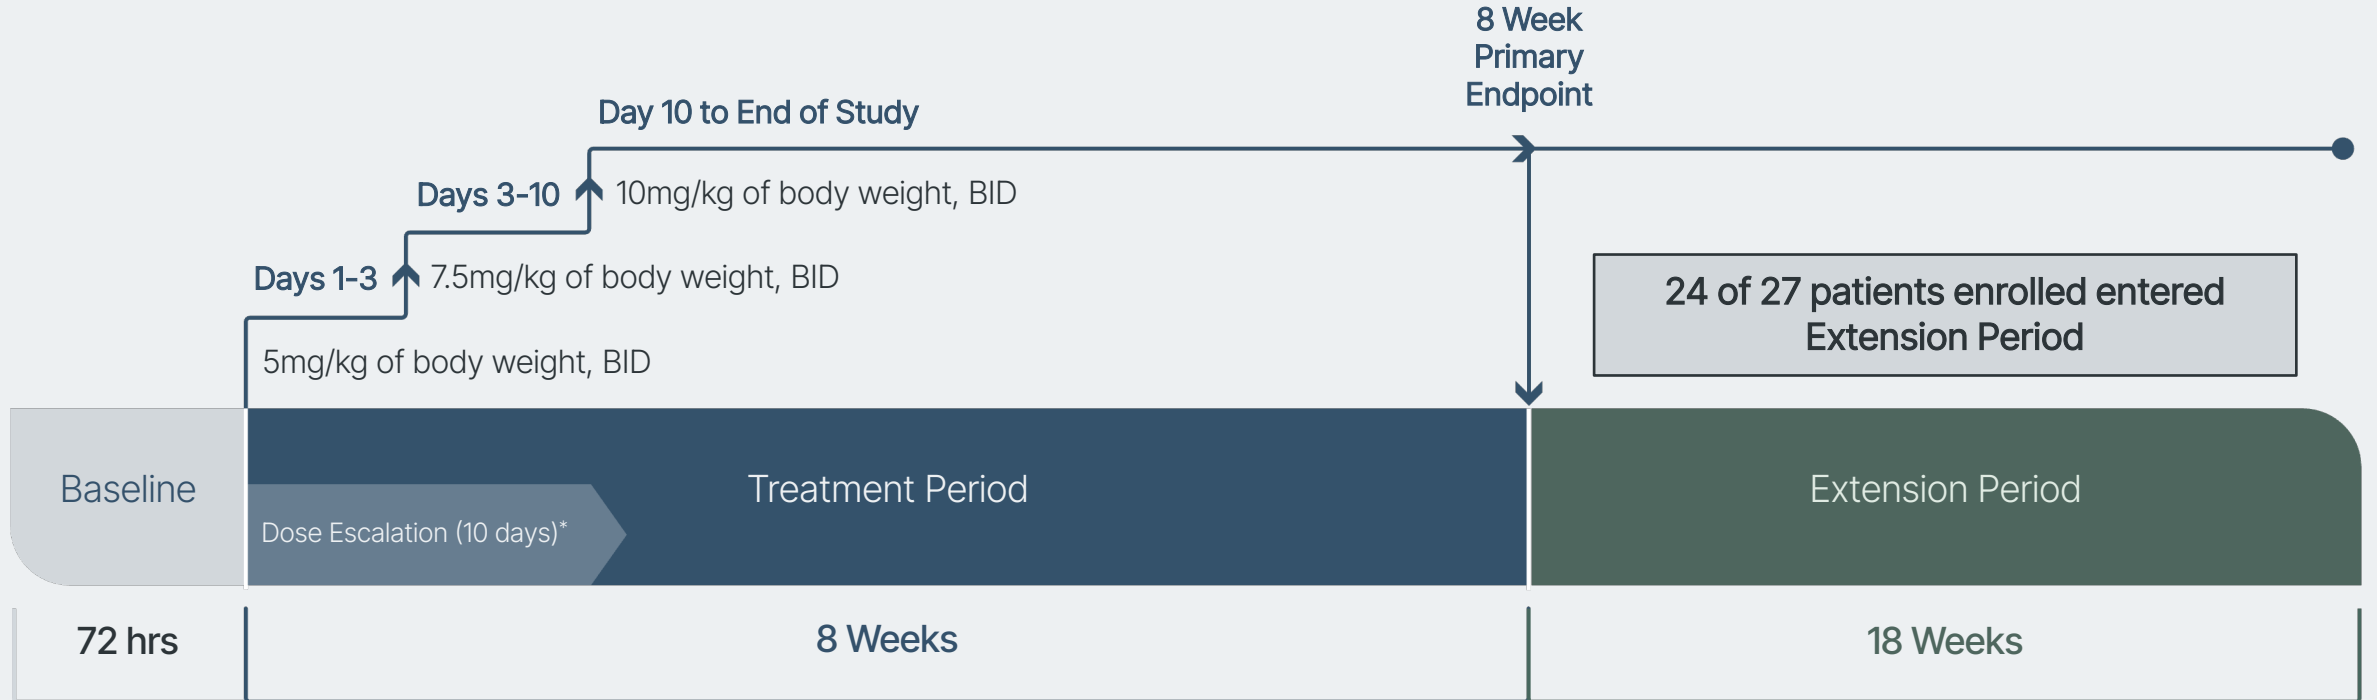 8 Week
Primary
Endpoint
Day 10 to End of Study
Days 3-10
10mg/kg of body weight, BID
Days 1-3
7.5mg/kg of body weight, BID
5mg/kg of body weight, BID
24 of 27 patients enrolled entered
Extension Period
Baseline
Treatment Period
Extension Period
Dose Escalation (10 days)*
72 hrs
8 Weeks
18 Weeks